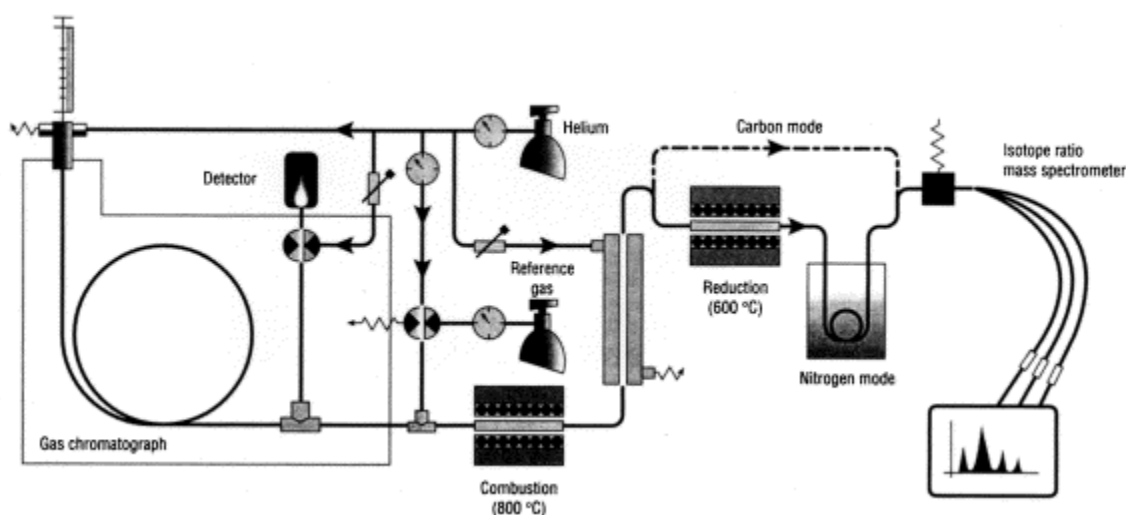 Helium
Carbon mode
Isotope ratio
mass spectrometer
Detector
Reference
gas
Reduction
(600 °C)
Nitrogen mode
Gas chromatograph
Combustion
(800 °C)